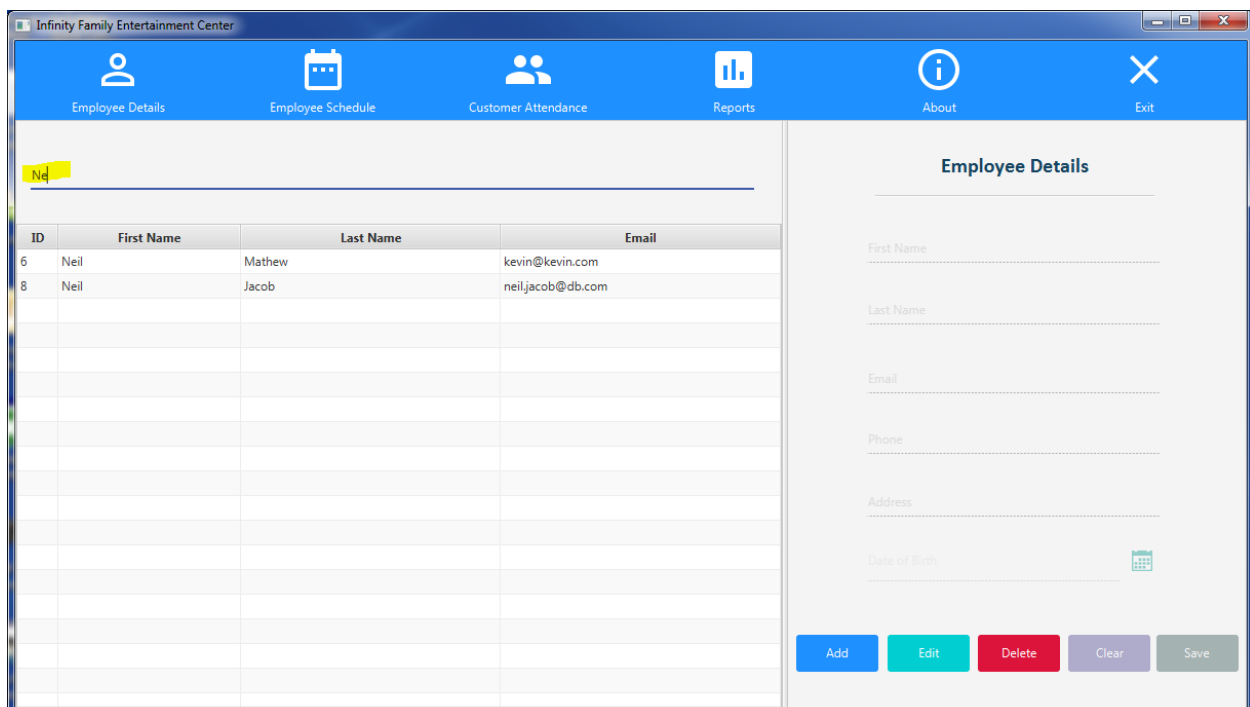 Infinity Family Entertainment Center
Employee Details Employee Schedule Customer Attendance Reports About Exit
Ne
ID First Name Last Name Email
6 Neil Mathew kevin@kevin.com
8 Neil Jacob neil.jacob@db.com
Employee Details
First Name
Last Name
Email
Phone
Address
Date of Birth
Add Edit Delete Clear Save